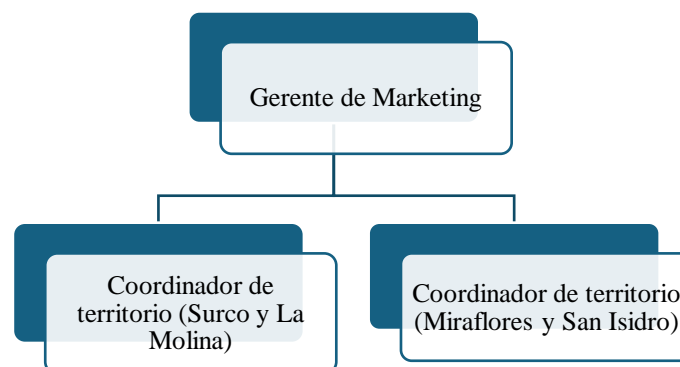 Gerente de Marketing
Coordinador de
territorio (Surco y La
Molina)
Coordinador de territorio
(Miraflores y San Isidro)